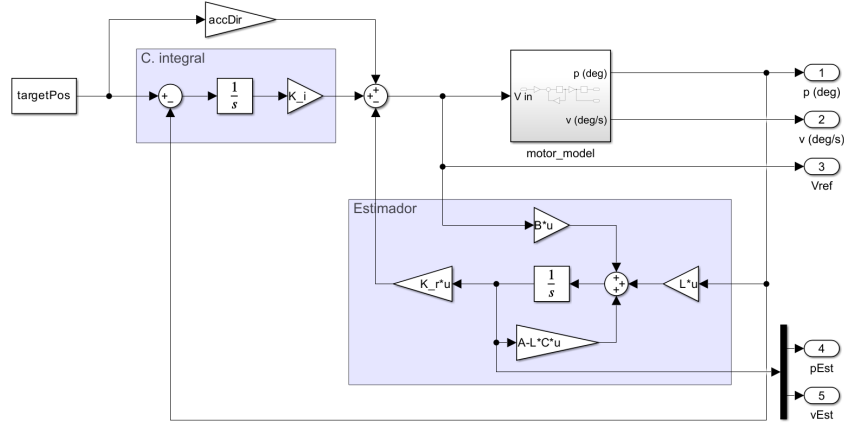 accDir
C. integral
targetPos
+
−
1
s
K_i
+
+
−
V in
p (deg)
v (deg/s)
motor_model
1
p (deg)
2
v (deg/s)
3
Vref
Estimador
B*u
K_r*u
1
s
+
+
+
L*u
A-L*C*u
4
pEst
5
vEst